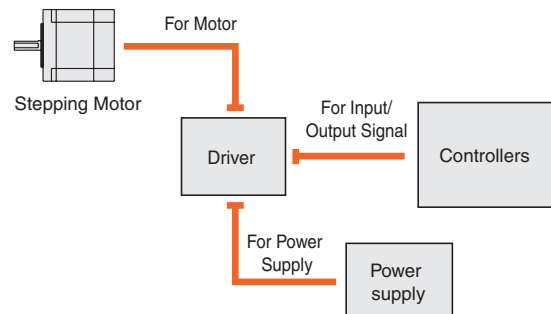 For Motor
Stepping Motor
For Input/
Output Signal
Driver
Controllers
For Power
Supply
Power
supply